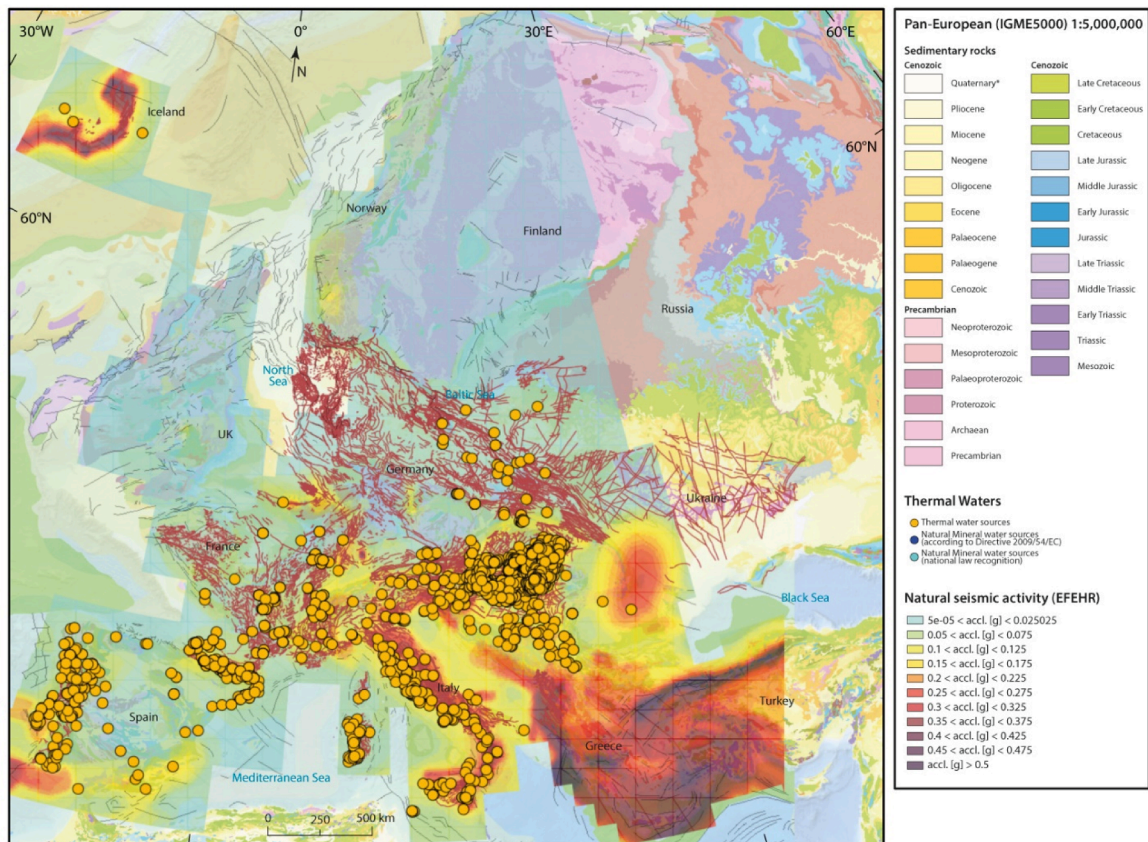 30°W
0°
30°E
60°E
N
Iceland
60°N
60°N
Norway
Finland
Russia
North
Sea
Baltic Sea
UK
Germany
Ukraine
France
Black Sea
Italy
Turkey
Spain
Greece
Mediterranean Sea
0 250 500 km
Pan-European (IGME5000) 1:5,000,000
Sedimentary rocks
Cenozoic
Quaternary*
Pliocene
Miocene
Neogene
Oligocene
Eocene
Palaeocene
Palaeogene
Cenozoic
Precambrian
Neoproterozoic
Mesoproterozoic
Palaeoproterozoic
Proterozoic
Archaean
Precambrian
Cenozoic
Late Cretaceous
Early Cretaceous
Cretaceous
Late Jurassic
Middle Jurassic
Early Jurassic
Jurassic
Late Triassic
Middle Triassic
Early Triassic
Triassic
Mesozoic
Thermal Waters
Thermal water sources
Natural Mineral water sources
(according to Directive 2009/54/EC)
Natural Mineral water sources
(national law recognition)
Natural seismic activity (EFEHR)
5e-05 < accl. [g] < 0.025025
0.05 < accl. [g] < 0.075
0.1 < accl. [g] < 0.125
0.15 < accl. [g] < 0.175
0.2 < accl. [g] < 0.225
0.25 < accl. [g] < 0.275
0.3 < accl. [g] < 0.325
0.35 < accl. [g] < 0.375
0.4 < accl. [g] < 0.425
0.45 < accl. [g] < 0.475
accl. [g] > 0.5